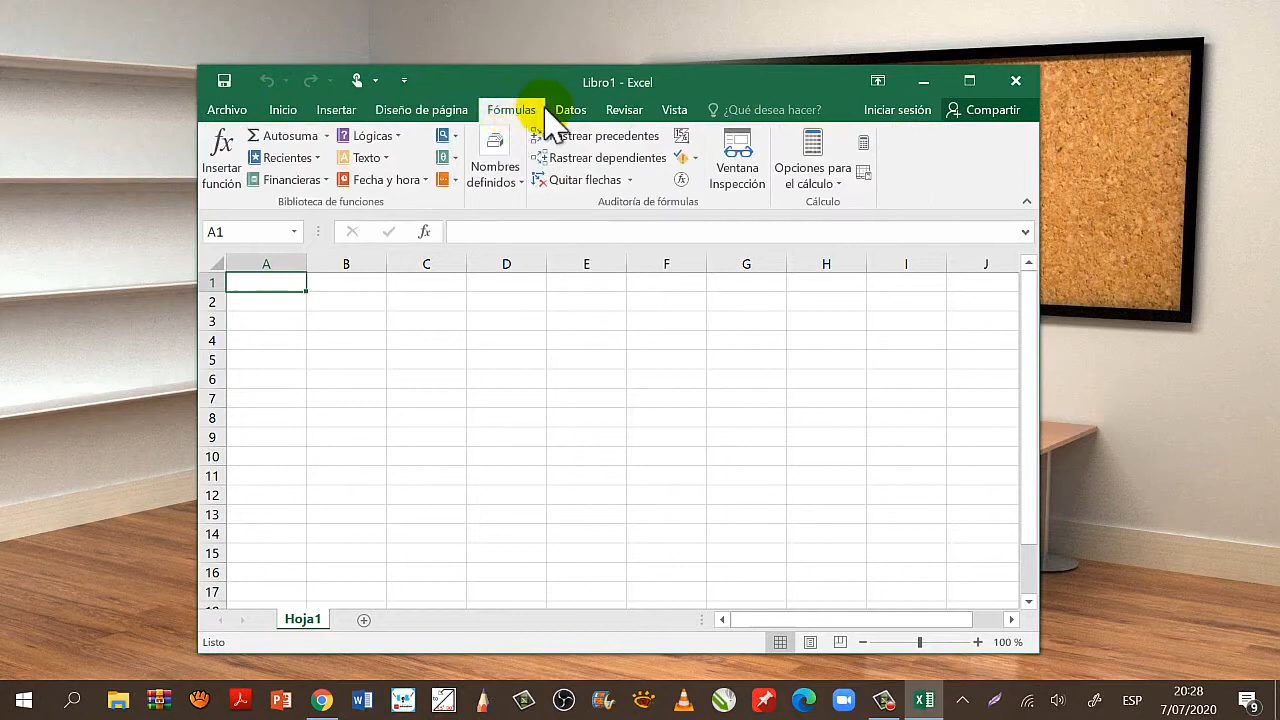 Libro1 - Excel
Archivo Inicio Insertar Diseño de página Fórmulas Datos Revisar Vista ¿Qué desea hacer? Iniciar sesión Compartir
fx Insertar función
Σ Autosuma
Recientes
Financieras
Lógicas
Texto
Fecha y hora
Biblioteca de funciones
Nombres definidos
precedentes
Rastrear dependientes
Quitar flechas
Auditoría de fórmulas
Ventana Inspección
Opciones para el cálculo
Cálculo
A1 fx
A B C D E F G H I J
1
2
3
4
5
6
7
8
9
10
11
12
13
14
15
16
17
Hoja1
Listo 100 %
ESP 20:28
7/07/2020 9